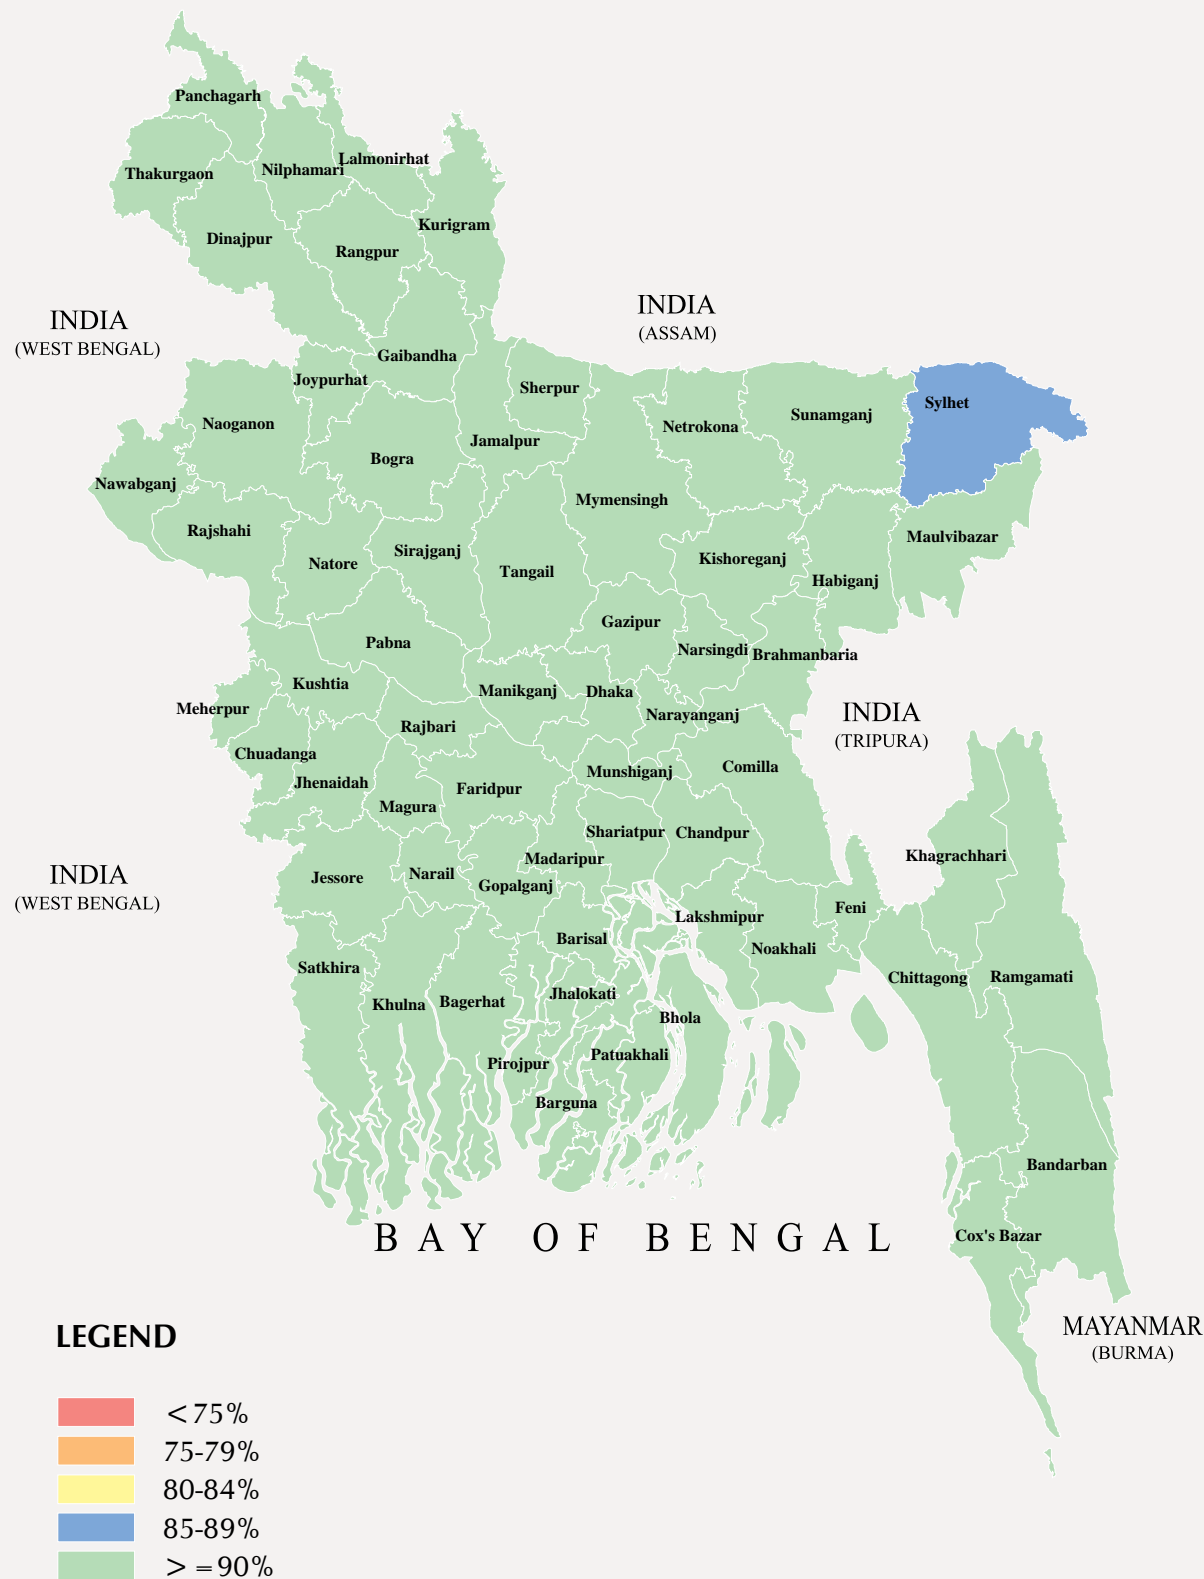 Panchagarh
Lalmonirhat
Thakurgaon
Nilphamari
Kurigram
Dinajpur
Rangpur
INDIA
(ASSAM)
INDIA
(WEST BENGAL)
Gaibandha
Joypurhat
Sherpur
Sylhet
Sunamganj
Naoganon
Netrokona
Jamalpur
Bogra
Nawabganj
Mymensingh
Rajshahi
Maulvibazar
Sirajganj
Kishoreganj
Natore
Tangail
Habiganj
Gazipur
Pabna
Narsingdi
Brahmanbaria
Kushtia
Manikganj
Dhaka
Meherpur
Narayanganj
INDIA
(TRIPURA)
Rajbari
Chuadanga
Comilla
Munshiganj
Jhenaidah
Faridpur
Magura
Shariatpur
Chandpur
Khagrachhari
Madaripur
INDIA
(WEST BENGAL)
Narail
Jessore
Gopalganj
Feni
Lakshmipur
Barisal
Noakhali
Satkhira
Chittagong
Ramgamati
Jhalokati
Bagerhat
Khulna
Bhola
Patuakhali
Pirojpur
Barguna
Bandarban
BAY OF BENGAL
Cox's Bazar
MAYANMAR
(BURMA)
LEGEND
<75%
75-79%
80-84%
85-89%
>=90%